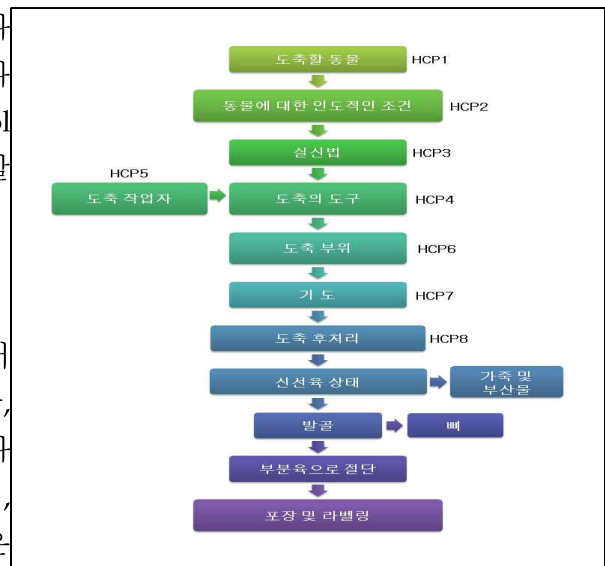 도축할 동물 HCP1
동물에 대한 인도적인 조건 HCP2
실신법 HCP3
HCP5
도축 작업자 도축의 도구 HCP4
도축 부위 HCP6
기 도 HCP7
도축 후처리 HCP8
신선육 상태 가죽 및
부산물
발골 뼈
부분육으로 절단
포장 및 라벨링